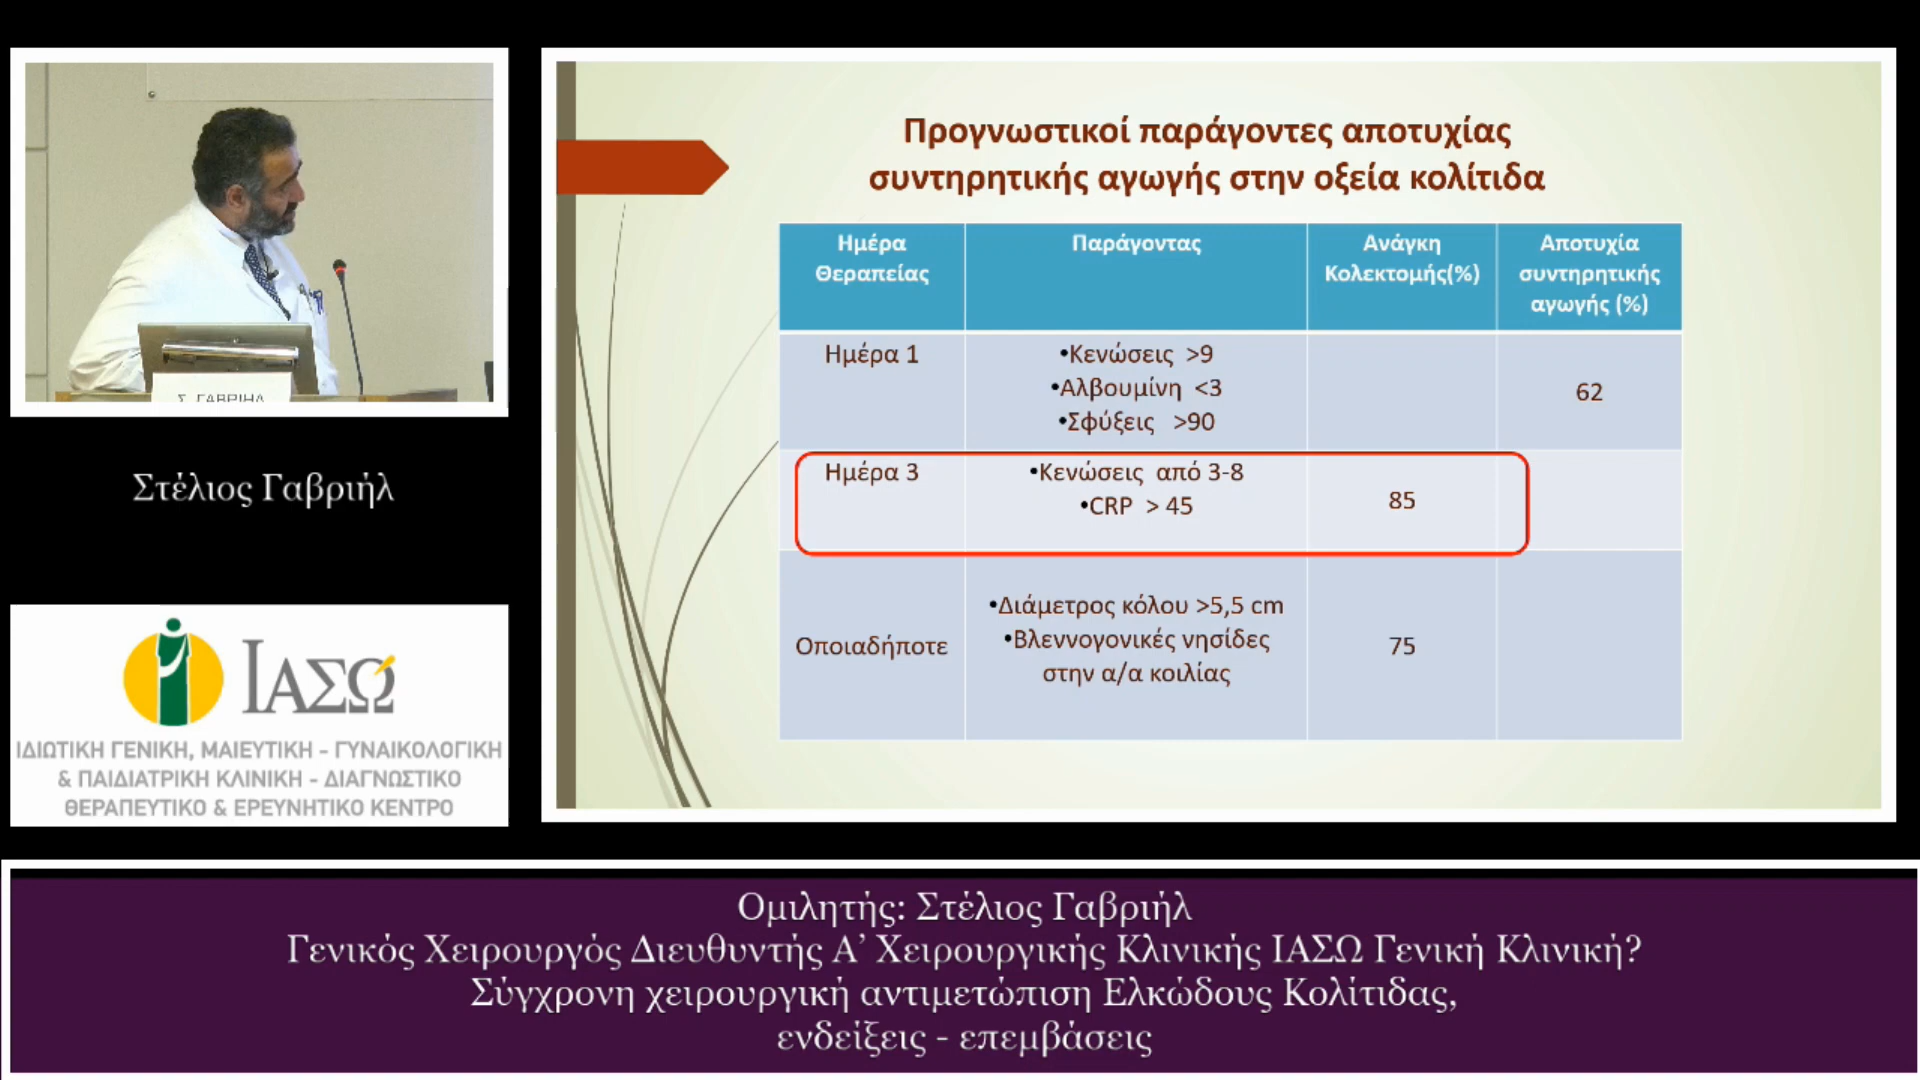 Προγνωστικοί παράγοντες αποτυχίας
συντηρητικής αγωγής στην οξεία κολίτιδα
Ημέρα Θεραπείας
Παράγοντας
Ανάγκη Κολεκτομής(%)
Αποτυχία συντηρητικής αγωγής (%)
Ημέρα 1
•Κενώσεις >9
•Αλβουμίνη <3
•Σφύξεις >90
62
Ημέρα 3
•Κενώσεις από 3-8
•CRP > 45
85
Οποιαδήποτε
•Διάμετρος κόλου >5,5 cm
•Βλεννογονικές νησίδες
στην α/α κοιλίας
75
Σ. ΓΑΒΡΙΗΛ
Στέλιος Γαβριήλ
ΙΑΣΩ
ΙΔΙΩΤΙΚΗ ΓΕΝΙΚΗ, ΜΑΙΕΥΤΙΚΗ - ΓΥΝΑΙΚΟΛΟΓΙΚΗ
& ΠΑΙΔΙΑΤΡΙΚΗ ΚΛΙΝΙΚΗ - ΔΙΑΓΝΩΣΤΙΚΟ
ΘΕΡΑΠΕΥΤΙΚΟ & ΕΡΕΥΝΗΤΙΚΟ ΚΕΝΤΡΟ
Ομιλητής: Στέλιος Γαβριήλ
Γενικός Χειρουργός Διευθυντής Α’ Χειρουργικής Κλινικής ΙΑΣΩ Γενική Κλινική?
Σύγχρονη χειρουργική αντιμετώπιση Ελκώδους Κολίτιδας,
ενδείξεις - επεμβάσεις